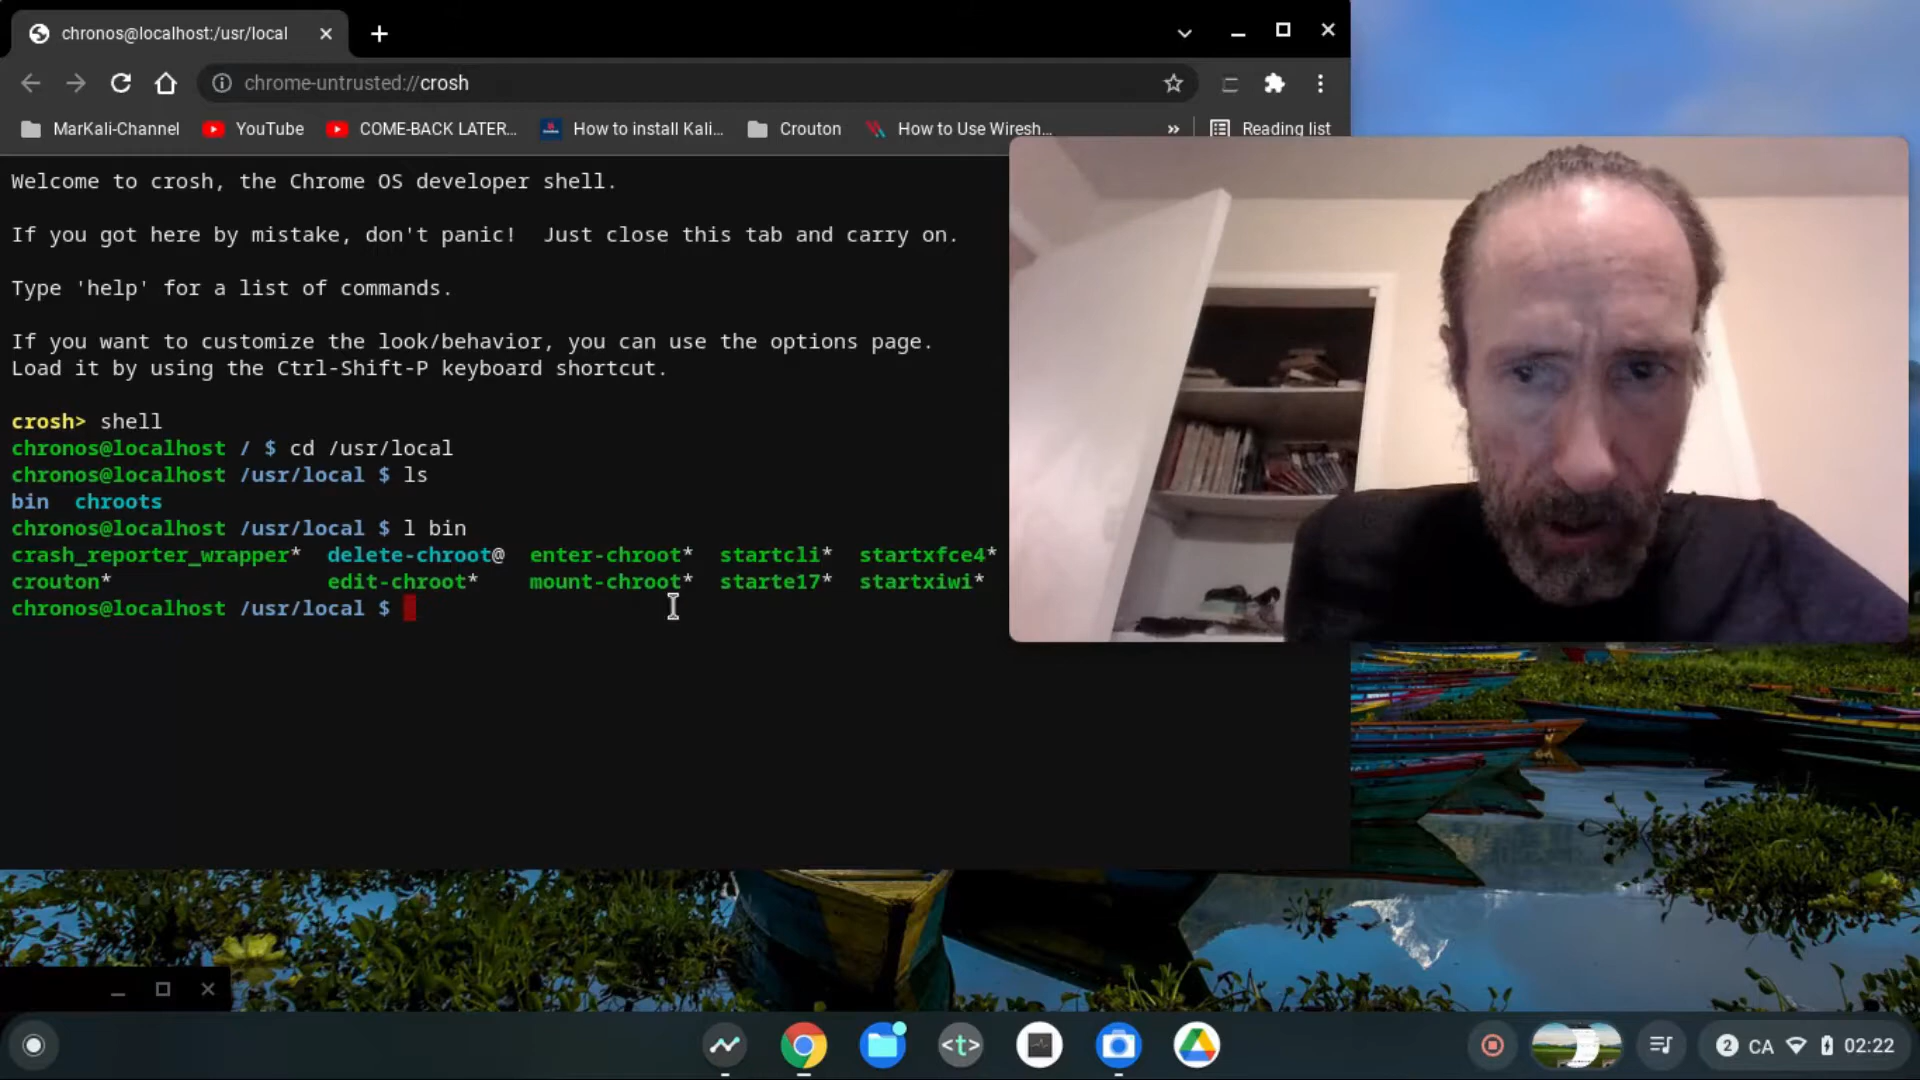 chronos@localhost:/usr/local
chrome-untrusted://crosh
MarKali-Channel YouTube COME-BACK LATER... How to install Kali... Crouton How to Use Wiresh... » Reading list
Welcome to crosh, the Chrome OS developer shell.
If you got here by mistake, don't panic!  Just close this tab and carry on.
Type 'help' for a list of commands.
If you want to customize the look/behavior, you can use the options page.
Load it by using the Ctrl-Shift-P keyboard shortcut.
crosh> shell
chronos@localhost / $ cd /usr/local
chronos@localhost /usr/local $ ls
bin  chroots
chronos@localhost /usr/local $ l bin
crash_reporter_wrapper*  delete-chroot@  enter-chroot*  startcli*  startxfce4*
crouton*  edit-chroot*  mount-chroot*  starte17*  startxiwi*
chronos@localhost /usr/local $
<t>
2 CA 02:22